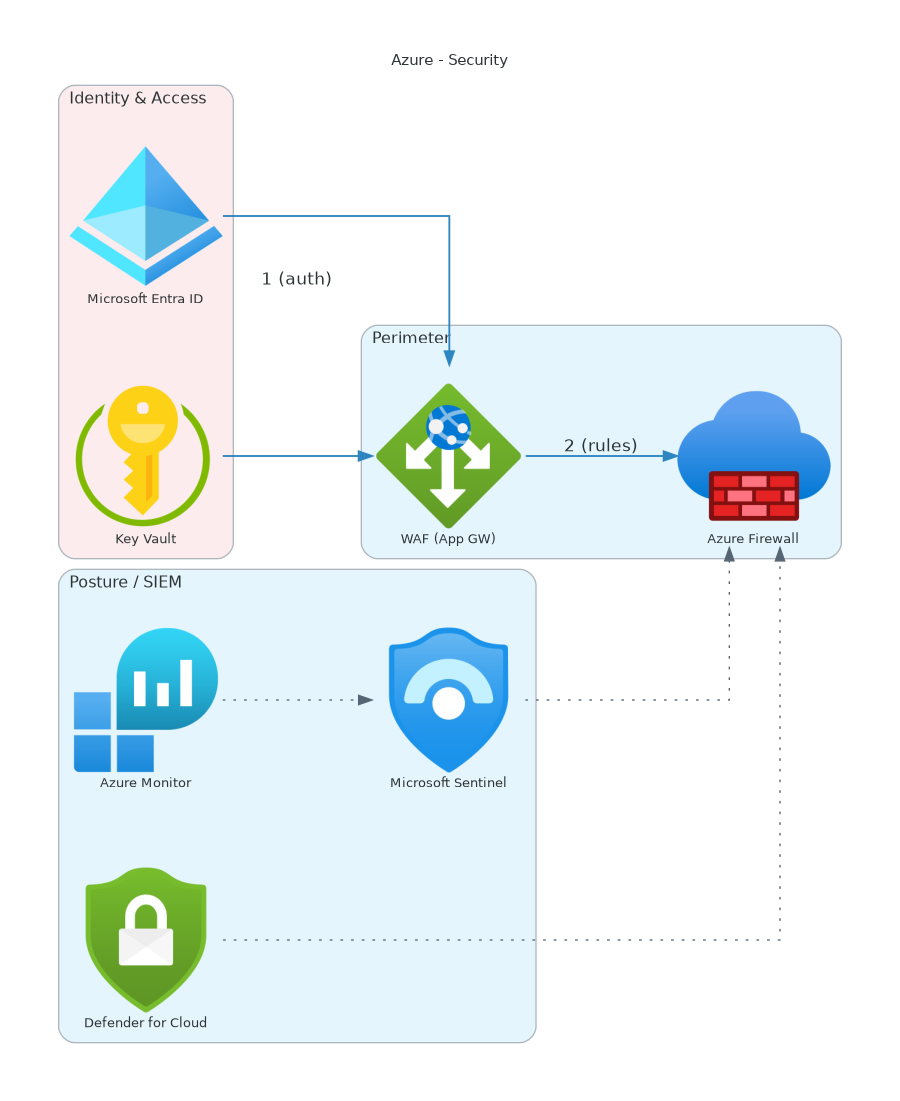 Azure - Security
Identity & Access
Microsoft Entra ID
1 (auth)
Perimeter
Key Vault
WAF (App GW)
2 (rules)
Azure Firewall
Posture / SIEM
Azure Monitor
Microsoft Sentinel
Defender for Cloud